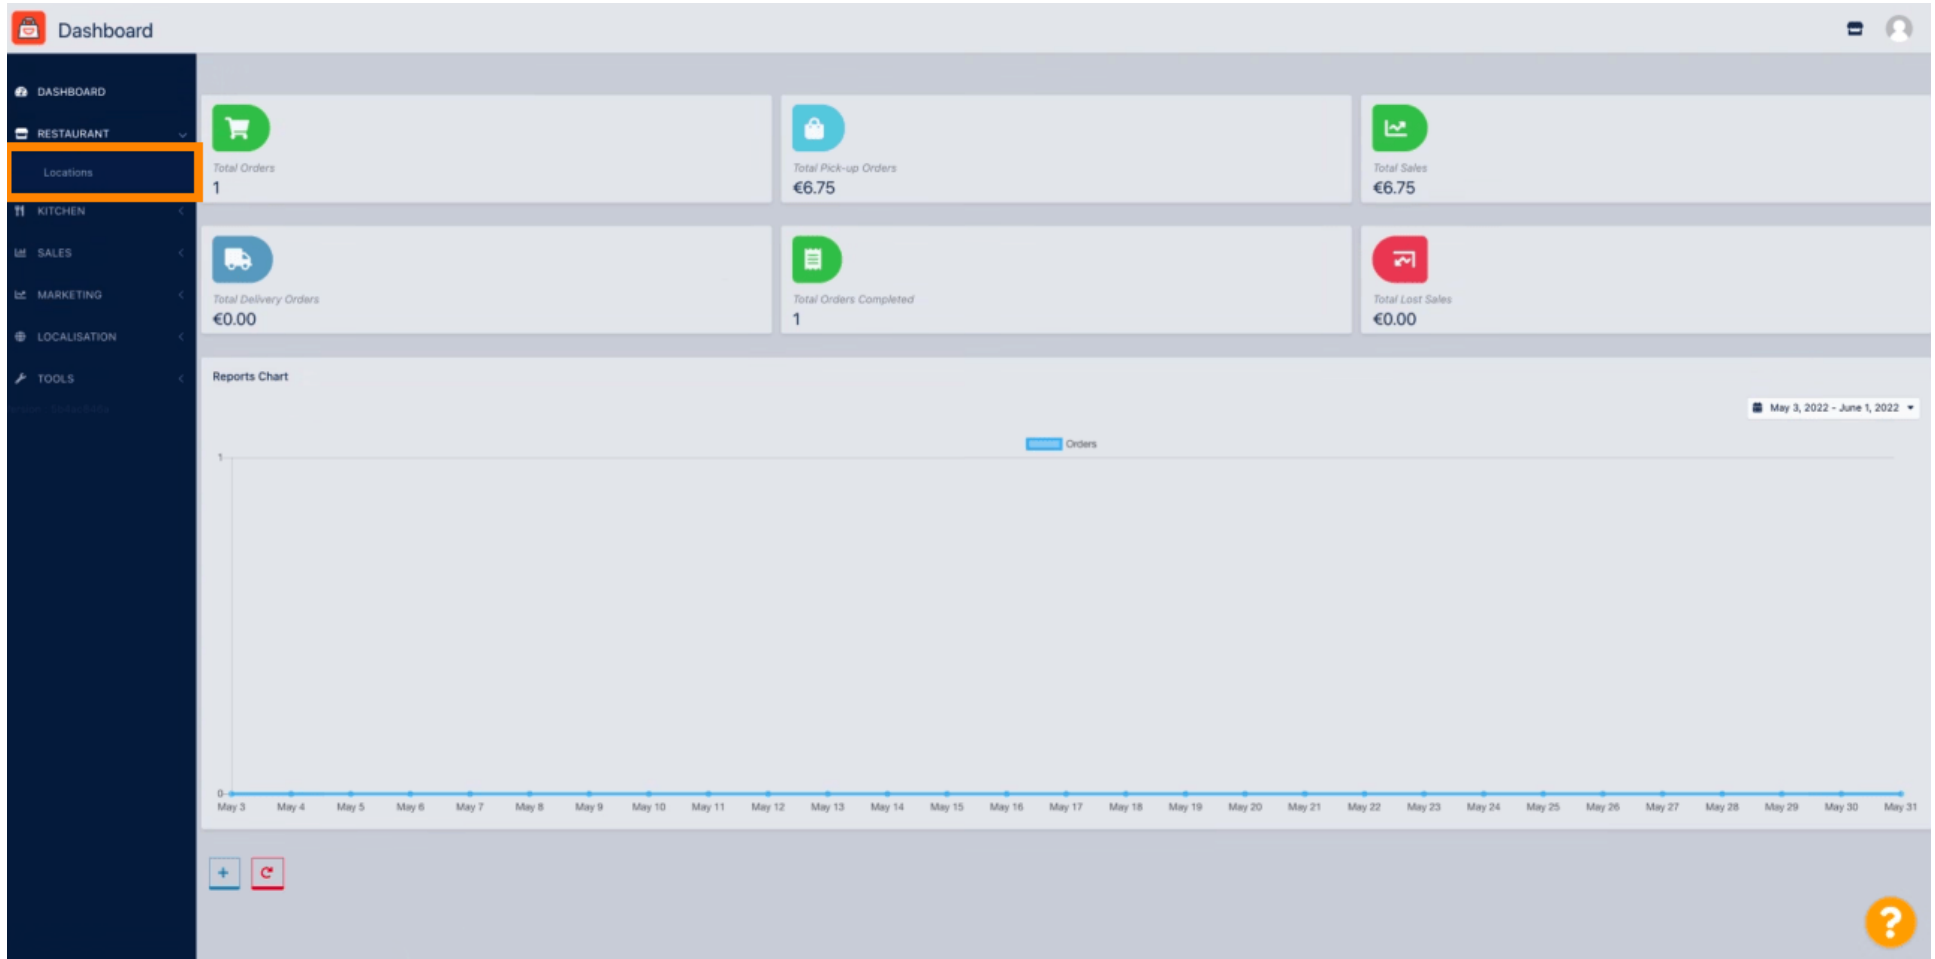 Dashboard
DASHBOARD
RESTAURANT
Locations
KITCHEN
SALES
MARKETING
LOCALISATION
TOOLS
Total Orders
1
Total Pick-up Orders
€6.75
Total Sales
€6.75
Total Delivery Orders
€0.00
Total Orders Completed
1
Total Lost Sales
€0.00
Reports Chart
May 3, 2022 - June 1, 2022
Orders
1
0
May 3 May 4 May 5 May 6 May 7 May 8 May 9 May 10 May 11 May 12 May 13 May 14 May 15 May 16 May 17 May 18 May 19 May 20 May 21 May 22 May 23 May 24 May 25 May 26 May 27 May 28 May 29 May 30 May 31
+
?